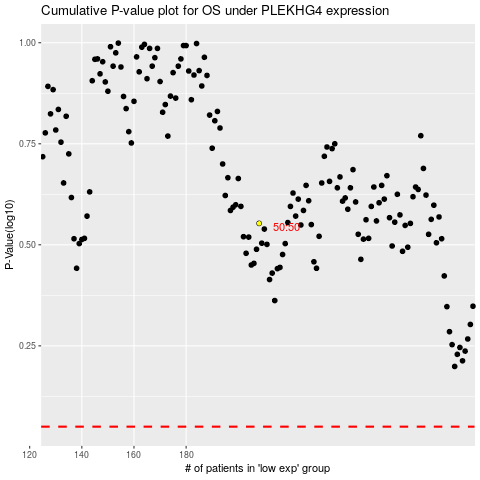 Cumulative P-value plot for OS under PLEKHG4 expression
P-Value(log10)
1.00
0.75
0.50
0.25
50:50
120 140 160 180
# of patients in 'low exp' group